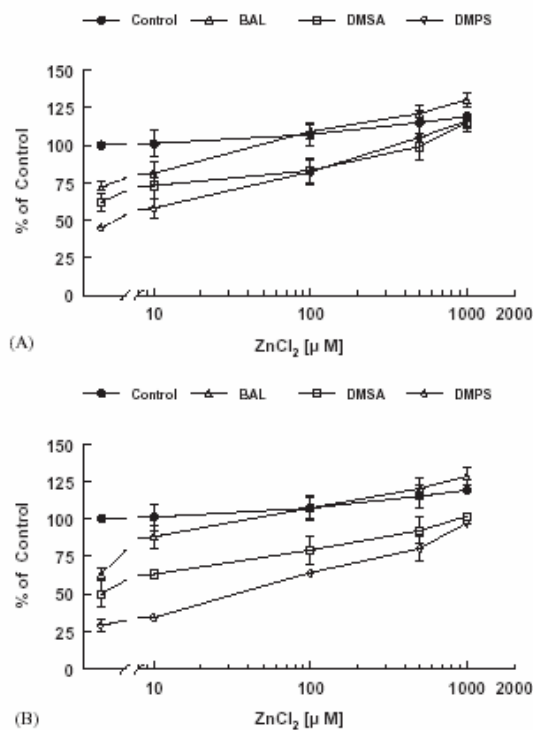 Control BAL DMSA DMPS
150
125
100
75
50
25
0
% of Control
10 100 1000 2000
(A)
ZnCl2 [µ M]
Control BAL DMSA DMPS
150
125
100
75
50
25
0
% of Control
10 100 1000 2000
(B)
ZnCl2 [µ M]